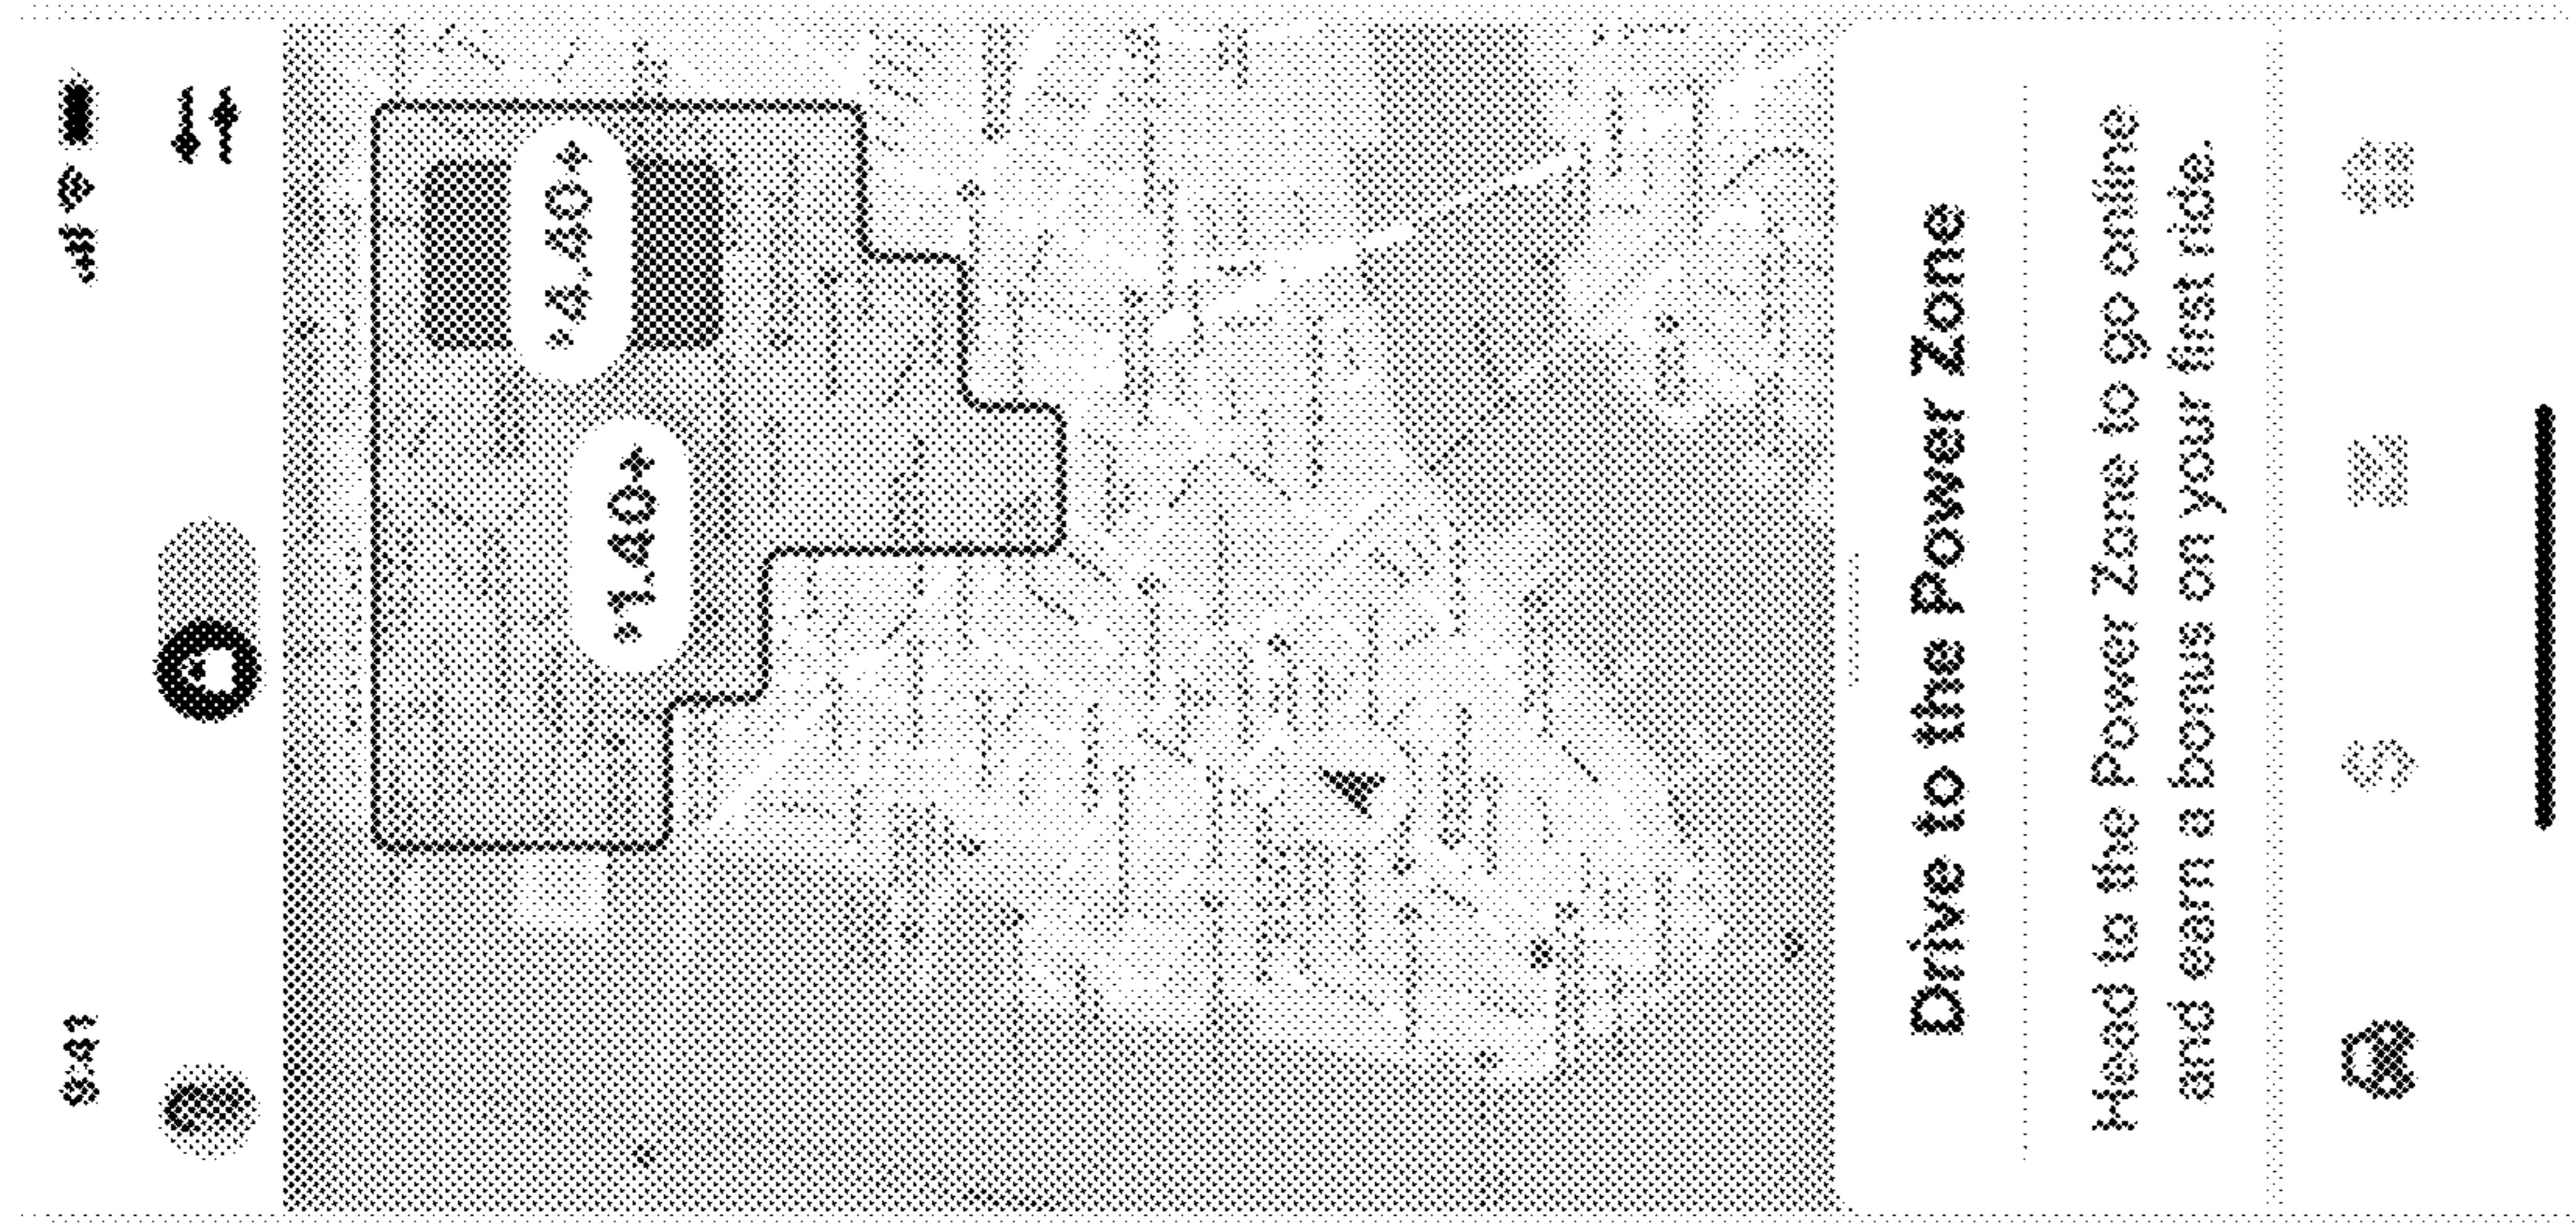 9:41
$4.40+
$1.40+
Drive to the Power Zone
Head to the Power Zone to go online
and earn a bonus on your first ride.